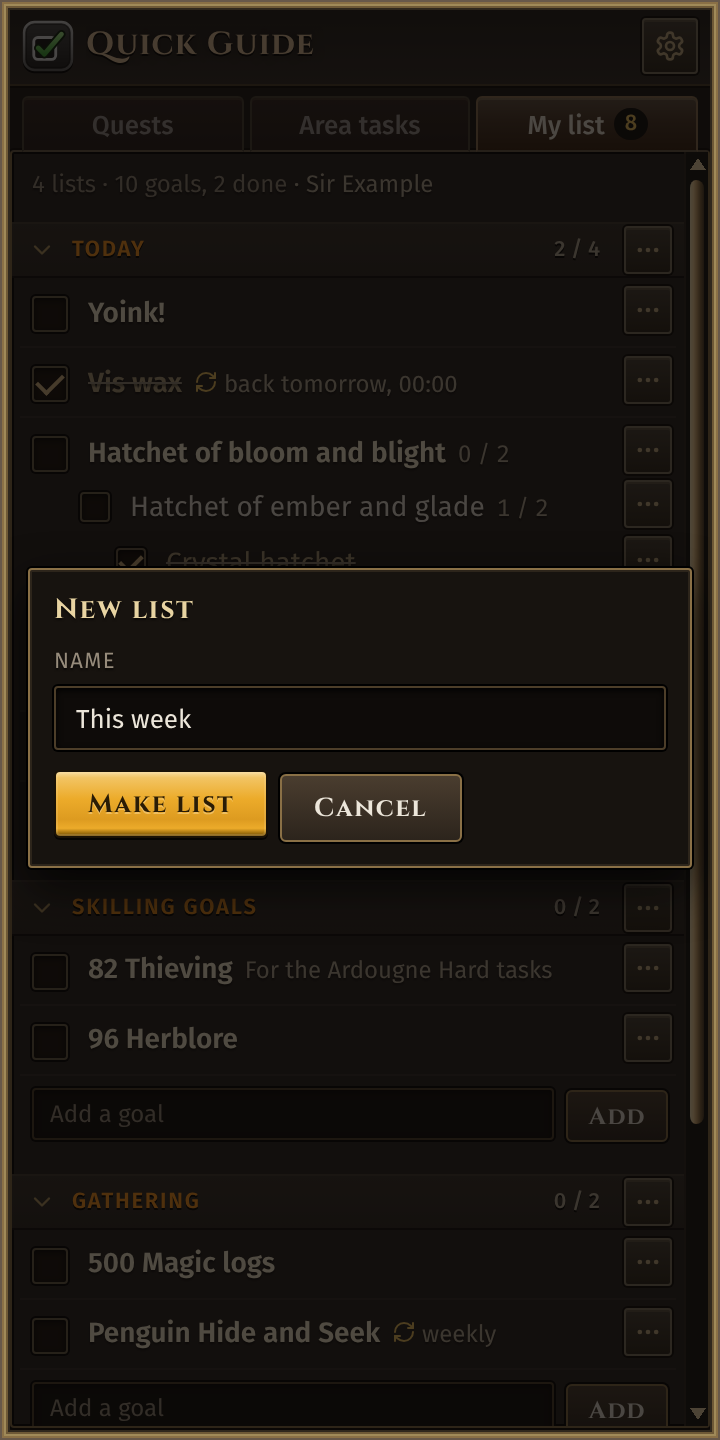 Quick Guide
Quests
Area tasks
My list 8
4 lists · 10 goals, 2 done · Sir Example
TODAY 2 / 4
Yoink!
Vis wax back tomorrow, 00:00
Hatchet of bloom and blight 0 / 2
Hatchet of ember and glade 1 / 2
Crystal hatchet
New list
NAME
This week
Make list
Cancel
SKILLING GOALS 0 / 2
82 Thieving For the Ardougne Hard tasks
96 Herblore
Add a goal
Add
GATHERING 0 / 2
500 Magic logs
Penguin Hide and Seek weekly
Add a goal
Add